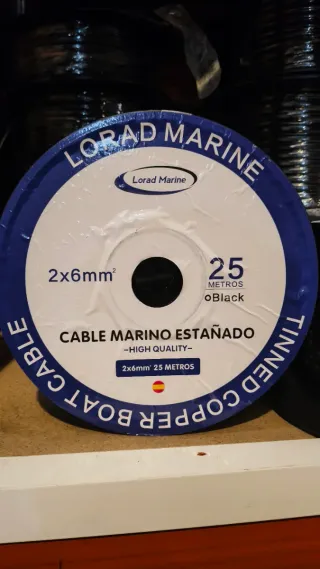 LORAD MARINE
Lorad Marine
2x6mm²
25
METROS
Black
CABLE MARINO ESTAÑADO
-HIGH QUALITY-
2x6mm² 25 METROS
TINNED COPPER BOAT CABLE